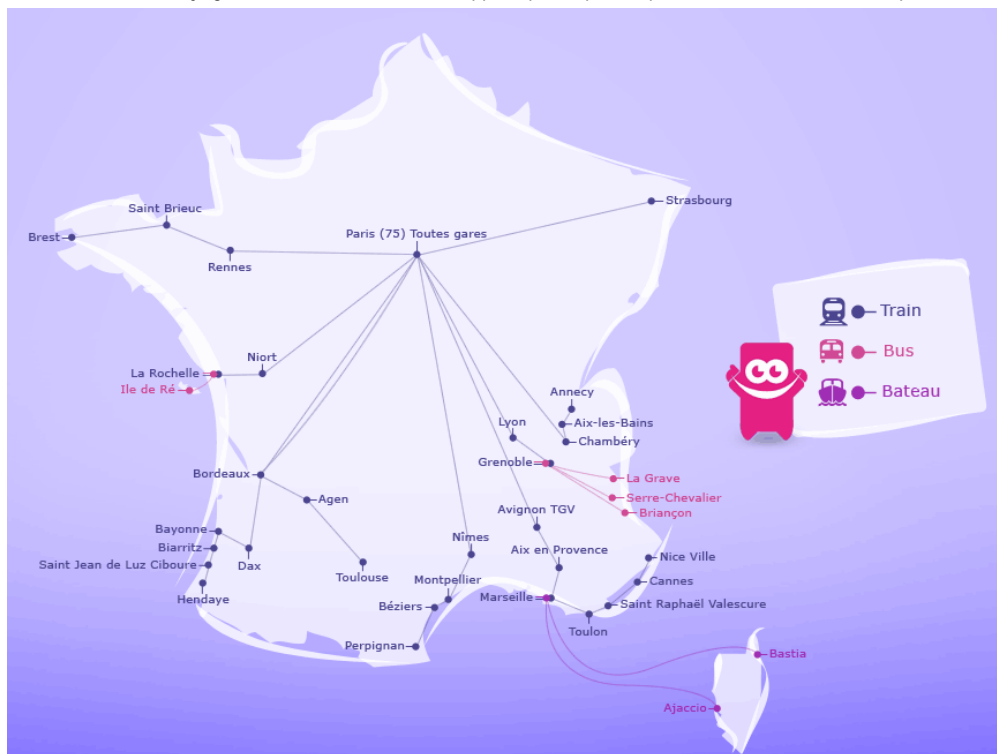 Strasbourg
Saint Brieuc
Brest
Paris (75) Toutes gares
Rennes
Train
Bus
Bateau
Niort
La Rochelle
Ile de Ré
Annecy
Lyon
Aix-les-Bains
Chambéry
Grenoble
Bordeaux
La Grave
Agen
Serre-Chevalier
Avignon TGV
Briançon
Bayonne
Nîmes
Biarritz
Aix en Provence
Nice Ville
Saint Jean de Luz Ciboure
Dax
Toulouse
Montpellier
Cannes
Hendaye
Béziers
Marseille
Saint Raphaël Valescure
Toulon
Perpignan
Bastia
Ajaccio